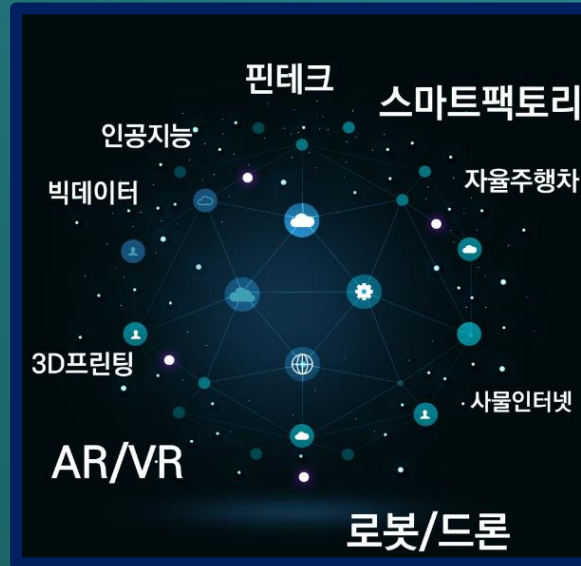 핀테크
스마트팩토리
인공지능
빅데이터
자율주행차
3D프린팅
사물인터넷
AR/VR
로봇/드론